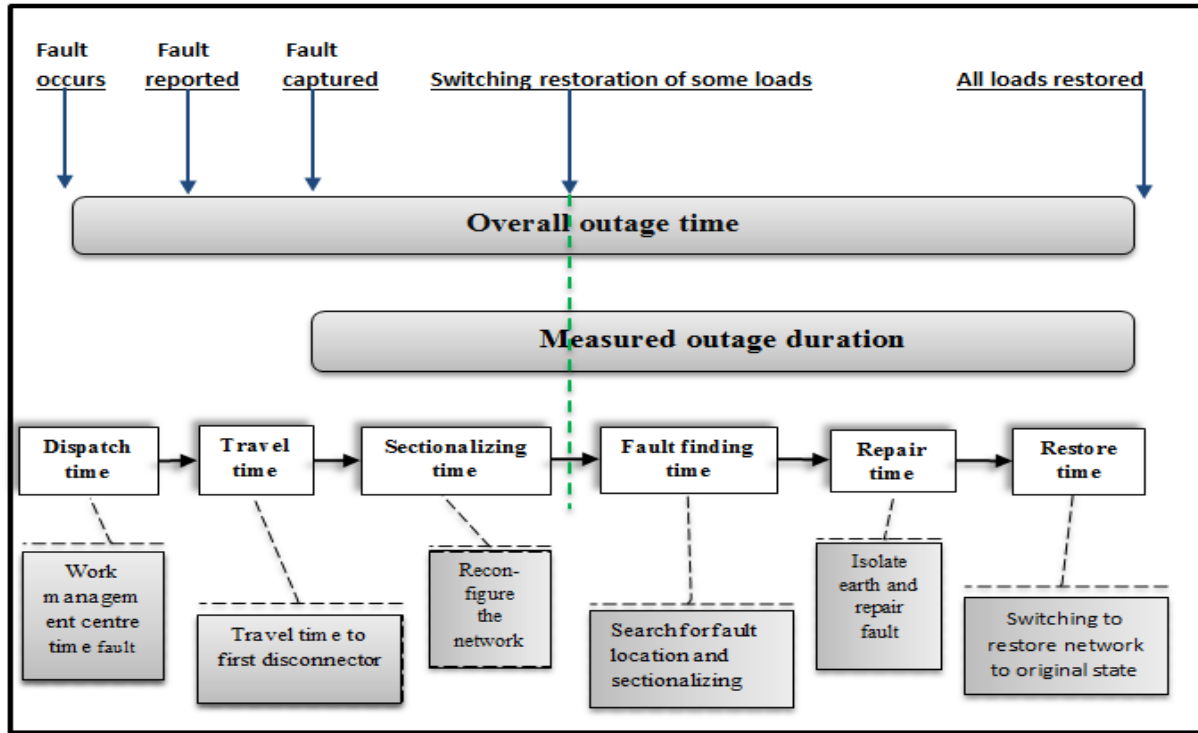 Fault
occurs
Fault
reported
Fault
captured
Switching restoration of some loads
All loads restored
Overall outage time
Measured outage duration
Dispatch
time
Travel
time
Sectionalizing
time
Fault finding
time
Repair
time
Restore
time
Work
managem
ent centre
time fault
Travel time to
first disconnector
Recon-
figure
the
network
Search for fault
location and
sectionalizing
Isolate
earth and
repair
fault
Switching to
restore network
to original state